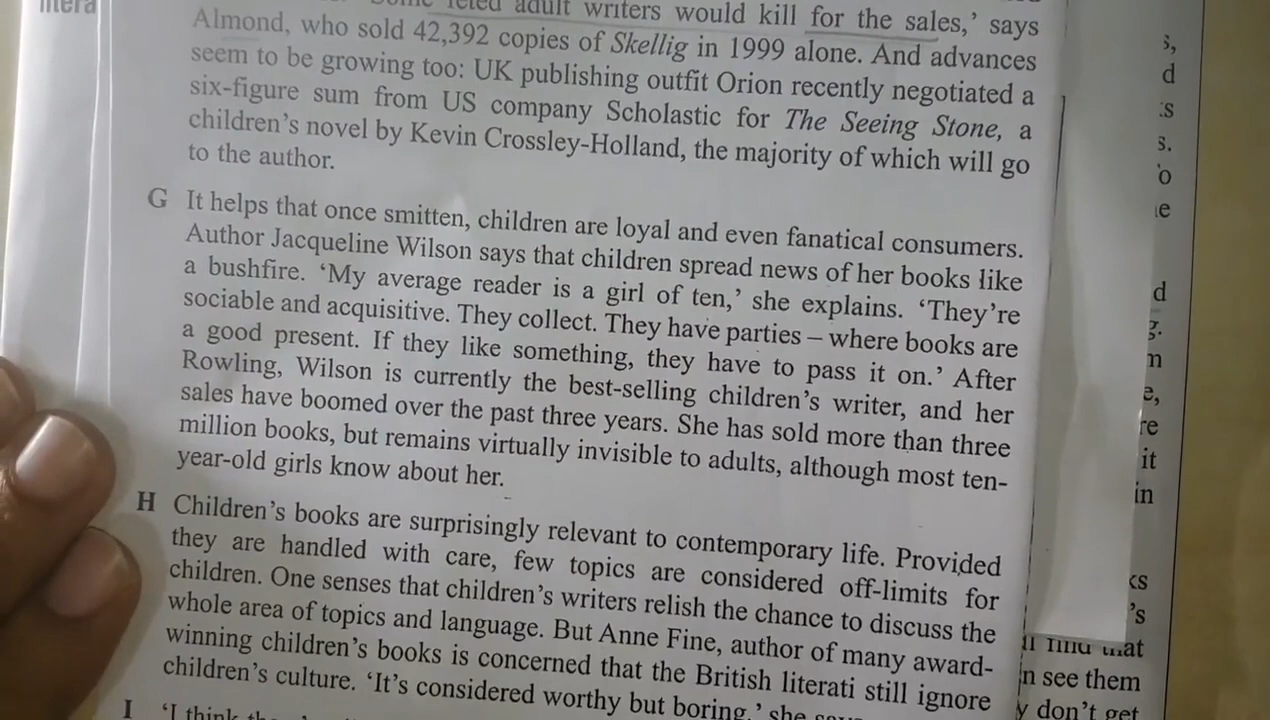 adult writers would kill for the sales,’ says
Almond, who sold 42,392 copies of Skellig in 1999 alone. And advances
seem to be growing too: UK publishing outfit Orion recently negotiated a
six-figure sum from US company Scholastic for The Seeing Stone, a
children’s novel by Kevin Crossley-Holland, the majority of which will go
to the author.
G It helps that once smitten, children are loyal and even fanatical consumers.
Author Jacqueline Wilson says that children spread news of her books like
a bushfire. ‘My average reader is a girl of ten,’ she explains. ‘They’re
sociable and acquisitive. They collect. They have parties – where books are
a good present. If they like something, they have to pass it on.’ After
Rowling, Wilson is currently the best-selling children’s writer, and her
sales have boomed over the past three years. She has sold more than three
million books, but remains virtually invisible to adults, although most ten-
year-old girls know about her.
H Children’s books are surprisingly relevant to contemporary life. Provided
they are handled with care, few topics are considered off-limits for
children. One senses that children’s writers relish the chance to discuss the
whole area of topics and language. But Anne Fine, author of many award-
winning children’s books is concerned that the British literati still ignore
children’s culture. ‘It’s considered worthy but boring,’ she
I ‘I think
see them
don’t get